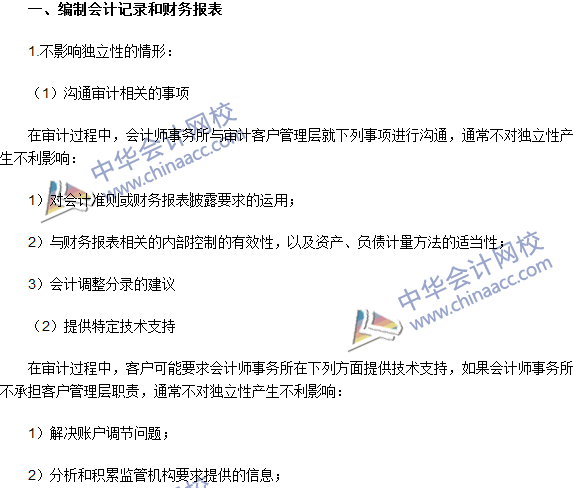 一、编制会计记录和财务报表
1.不影响独立性的情形：
（1）沟通审计相关的事项
在审计过程中，会计师事务所与审计客户管理层就下列事项进行沟通，通常不对独立性产
生不利影响：
1）对会计准则或财务报表披露要求的运用；
2）与财务报表相关的内部控制的有效性，以及资产、负债计量方法的适当性；
3）会计调整分录的建议
（2）提供特定技术支持
在审计过程中，客户可能要求会计师事务所在下列方面提供技术支持，如果会计师事务所
不承担客户管理层职责，通常不对独立性产生不利影响：
1）解决账户调节问题；
2）分析和积累监管机构要求提供的信息；
中华会计网校
www.chinaacc.com
中华会计网校
www.chinaacc.com